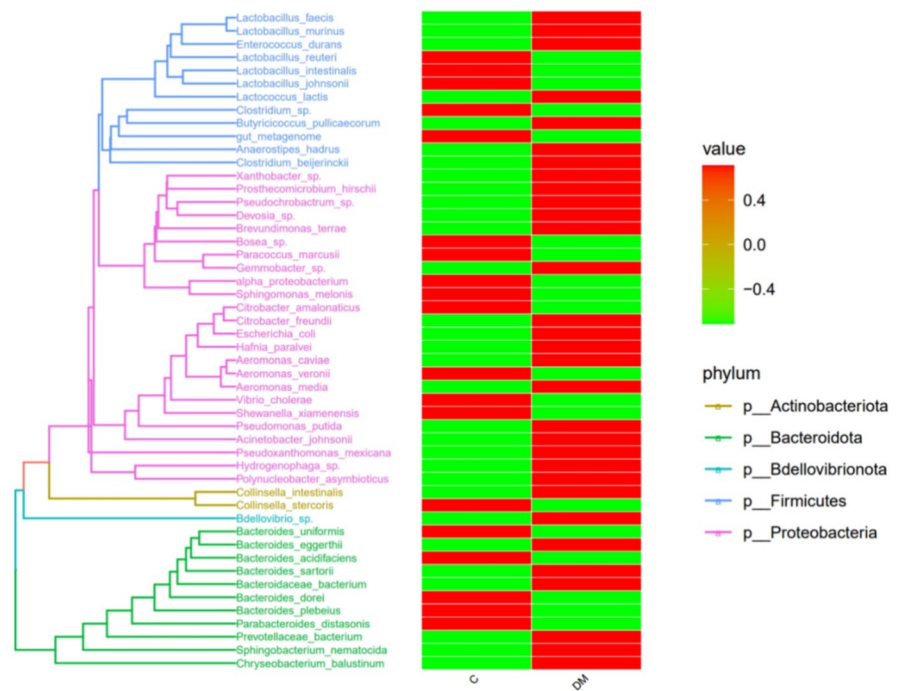 Lactobacillus_faecis
Lactobacillus_murinus
Enterococcus_durans
Lactobacillus_reuteri
Lactobacillus_intestinalis
Lactobacillus_johnsonii
Lactococcus_lactis
Clostridium_sp.
Butyricicoccus_pullicaecorum
gut_metagenome
Anaerostipes_hadrus
Clostridium_beijerinckii
Xanthobacter_sp.
Prosthecomicrobium_hirschii
Pseudochrobactrum_sp.
Devosia_sp.
Brevundimonas_terrae
Bosea_sp.
Paracoccus_marcusii
Gemmobacter_sp.
alpha_proteobacterium
Sphingomonas_melonis
Citrobacter_amalonaticus
Citrobacter_freundii
Escherichia_coli
Hafnia_paralvei
Aeromonas_caviae
Aeromonas_veronii
Aeromonas_media
Vibrio_cholerae
Shewanella_xiamenensis
Pseudomonas_putida
Acinetobacter_johnsonii
Pseudoxanthomonas_mexicana
Hydrogenophaga_sp.
Polynucleobacter_asymbioticus
Collinsella_intestinalis
Collinsella_stercoris
Bdellovibrio_sp.
Bacteroides_uniformis
Bacteroides_eggerthii
Bacteroides_acidifaciens
Bacteroides_sartorii
Bacteroidaceae_bacterium
Bacteroides_dorei
Bacteroides_plebeius
Parabacteroides_distasonis
Prevotellaceae_bacterium
Sphingobacterium_nematocida
Chryseobacterium_balustinum
C
DM
value
0.4
0.0
−0.4
phylum
p__Actinobacteriota
p__Bacteroidota
p__Bdellovibrionota
p__Firmicutes
p__Proteobacteria